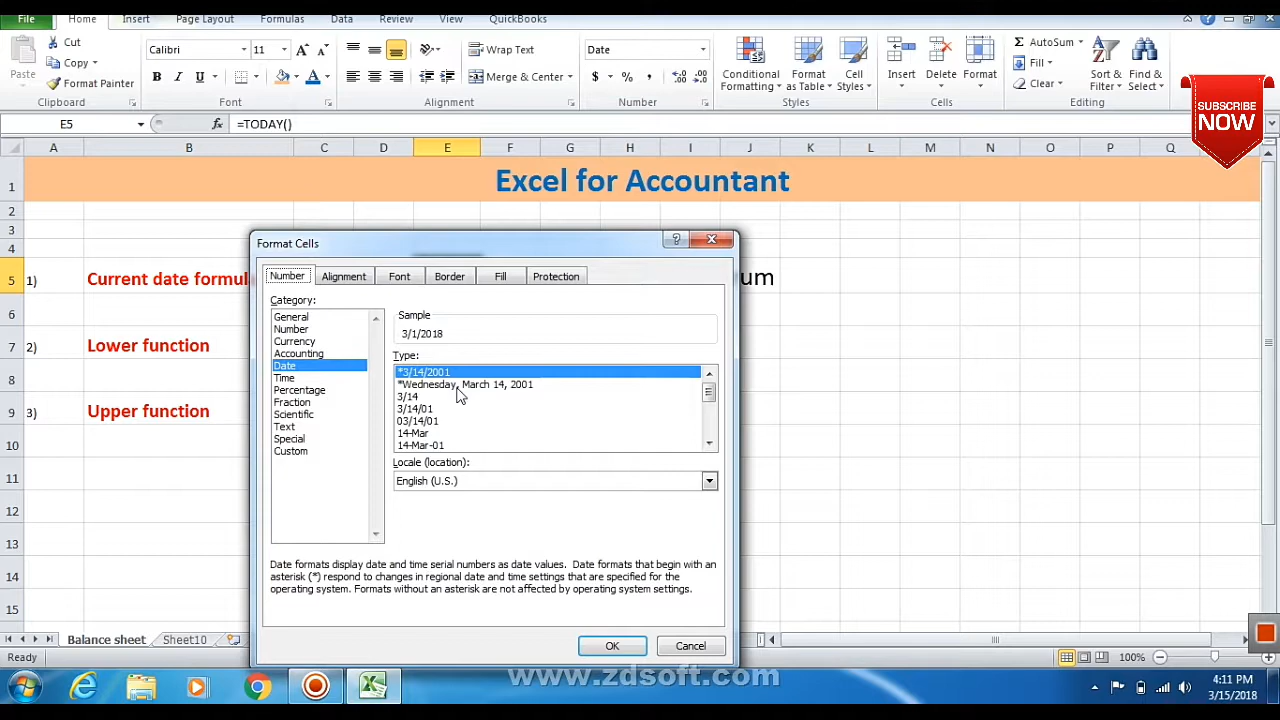 File Home Insert Page Layout Formulas Data Review View QuickBooks
Cut Calibri 11 Wrap Text Date AutoSum
Copy Fill
Paste Format Painter Merge & Center $ % , Conditional Formatting Format as Table Cell Styles Insert Delete Format Clear Sort & Filter Find & Select
Clipboard Font Alignment Number Styles Cells Editing
SUBSCRIBE
NOW
E5 fx =TODAY()
A B C D E F G H I J K L M N O P Q
1 Excel for Accountant
2
3
4
5 1) Current date formul um
6
7 2) Lower function
8
9 3) Upper function
10
11
12
13
14
15
Format Cells
Number Alignment Font Border Fill Protection
Category:
General
Number
Currency
Accounting
Date
Time
Percentage
Fraction
Scientific
Text
Special
Custom
Sample
3/1/2018
Type:
*3/14/2001
*Wednesday, March 14, 2001
3/14
3/14/01
03/14/01
14-Mar
14-Mar-01
Locale (location):
English (U.S.)
Date formats display date and time serial numbers as date values. Date formats that begin with an
asterisk (*) respond to changes in regional date and time settings that are specified for the
operating system. Formats without an asterisk are not affected by operating system settings.
OK Cancel
Balance sheet Sheet10
Ready 100%
www.zdsoft.com
4:11 PM
3/15/2018